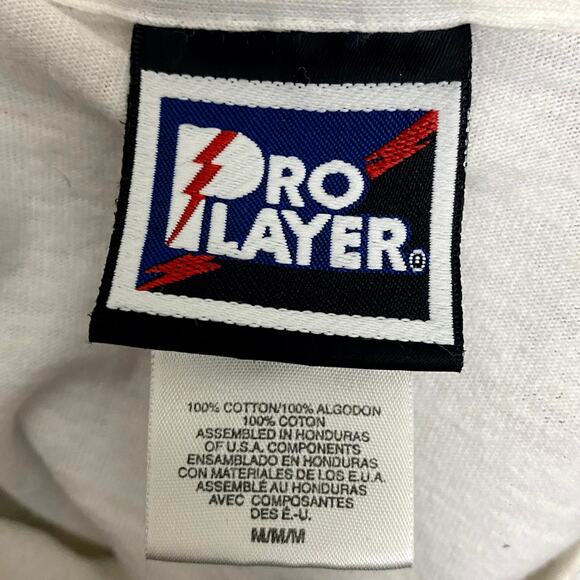 PRO
PLAYER®
100% COTTON/100% ALGODON
100% COTON
ASSEMBLED IN HONDURAS
OF U.S.A. COMPONENTS
ENSAMBLADO EN HONDURAS
CON MATERIALES DE LOS E.U.A.
ASSEMBLÉ AU HONDURAS
AVEC COMPOSANTES
DES É.-U.
M/M/M